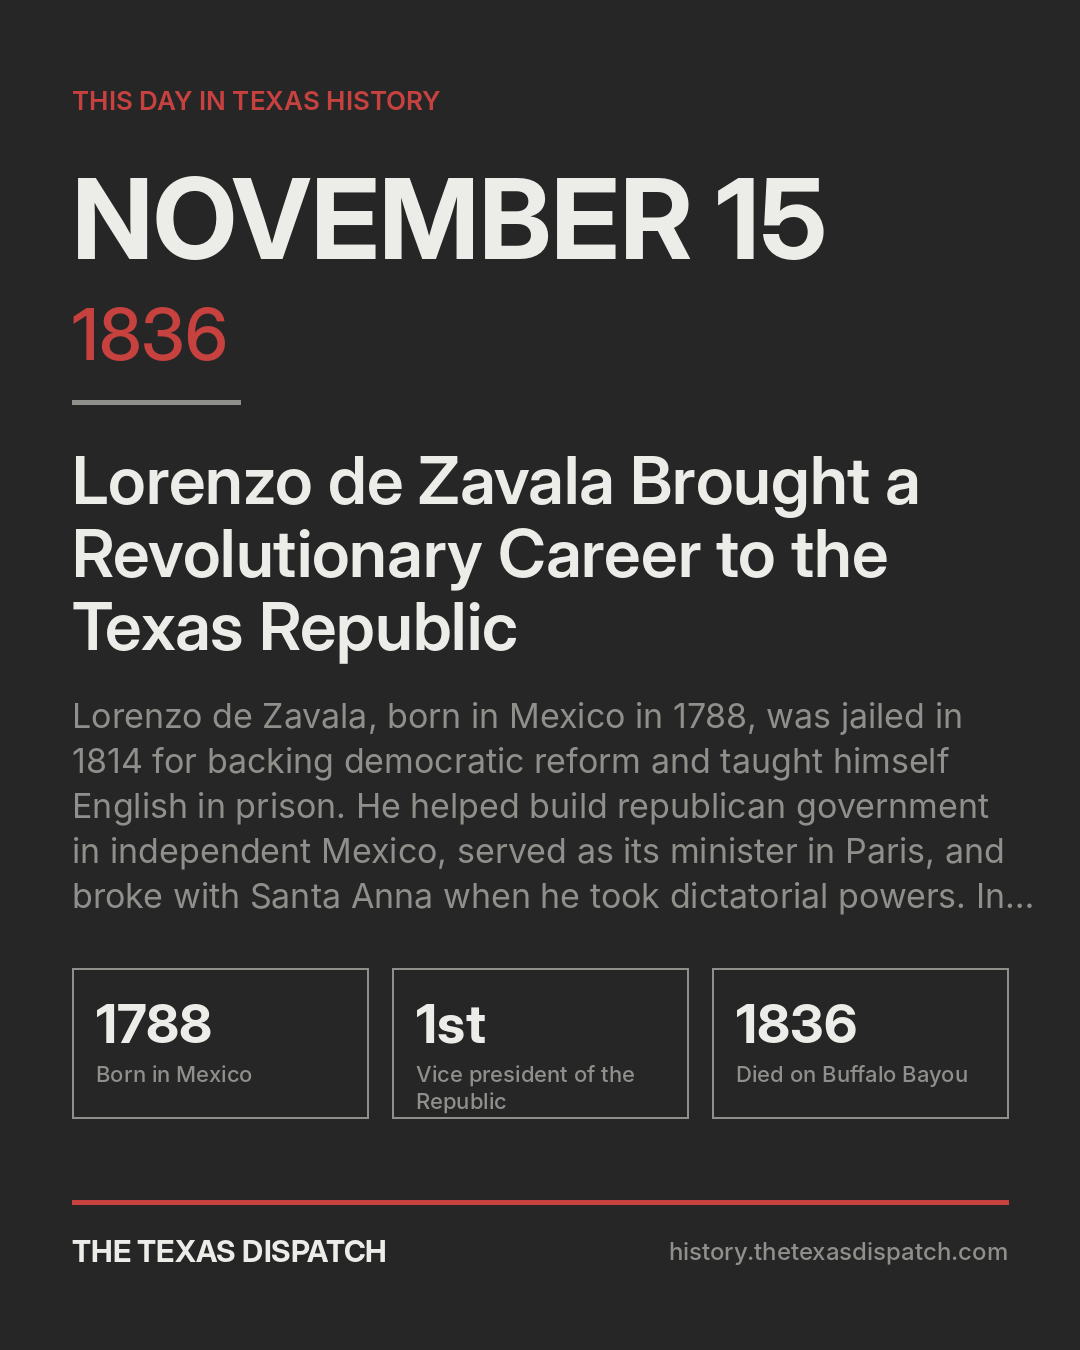 THIS DAY IN TEXAS HISTORY
NOVEMBER 15
1836
Lorenzo de Zavala Brought a
Revolutionary Career to the
Texas Republic
Lorenzo de Zavala, born in Mexico in 1788, was jailed in
1814 for backing democratic reform and taught himself
English in prison. He helped build republican government
in independent Mexico, served as its minister in Paris, and
broke with Santa Anna when he took dictatorial powers. In...
1788
Born in Mexico
1st
Vice president of the
Republic
1836
Died on Buffalo Bayou
THE TEXAS DISPATCH
history.thetexasdispatch.com